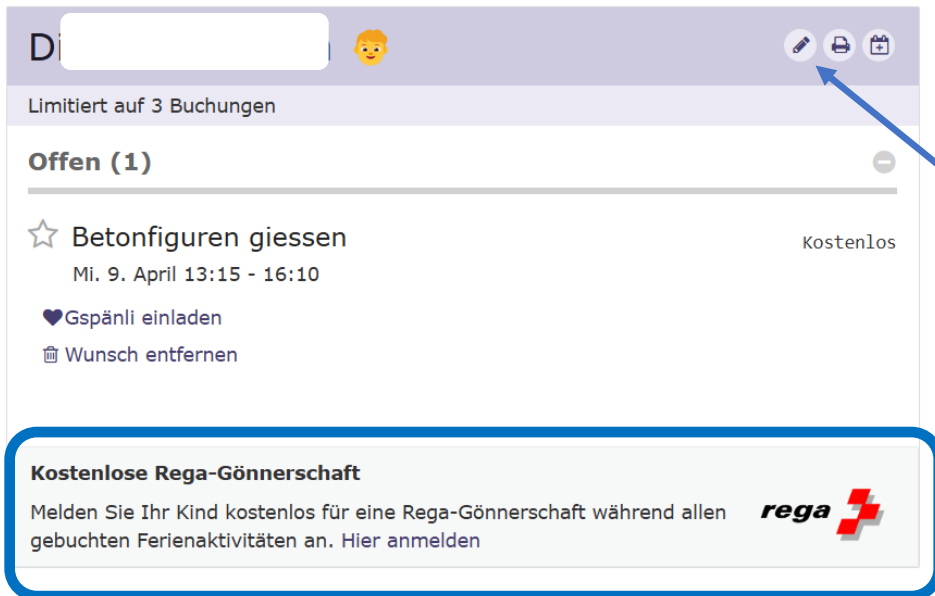 Di
Limitiert auf 3 Buchungen
Offen (1)
Betonfiguren giessen
Kostenlos
Mi. 9. April 13:15 - 16:10
Gspänli einladen
Wunsch entfernen
Kostenlose Rega-Gönnerschaft
Melden Sie Ihr Kind kostenlos für eine Rega-Gönnerschaft während allen
gebuchten Ferienaktivitäten an. Hier anmelden
rega